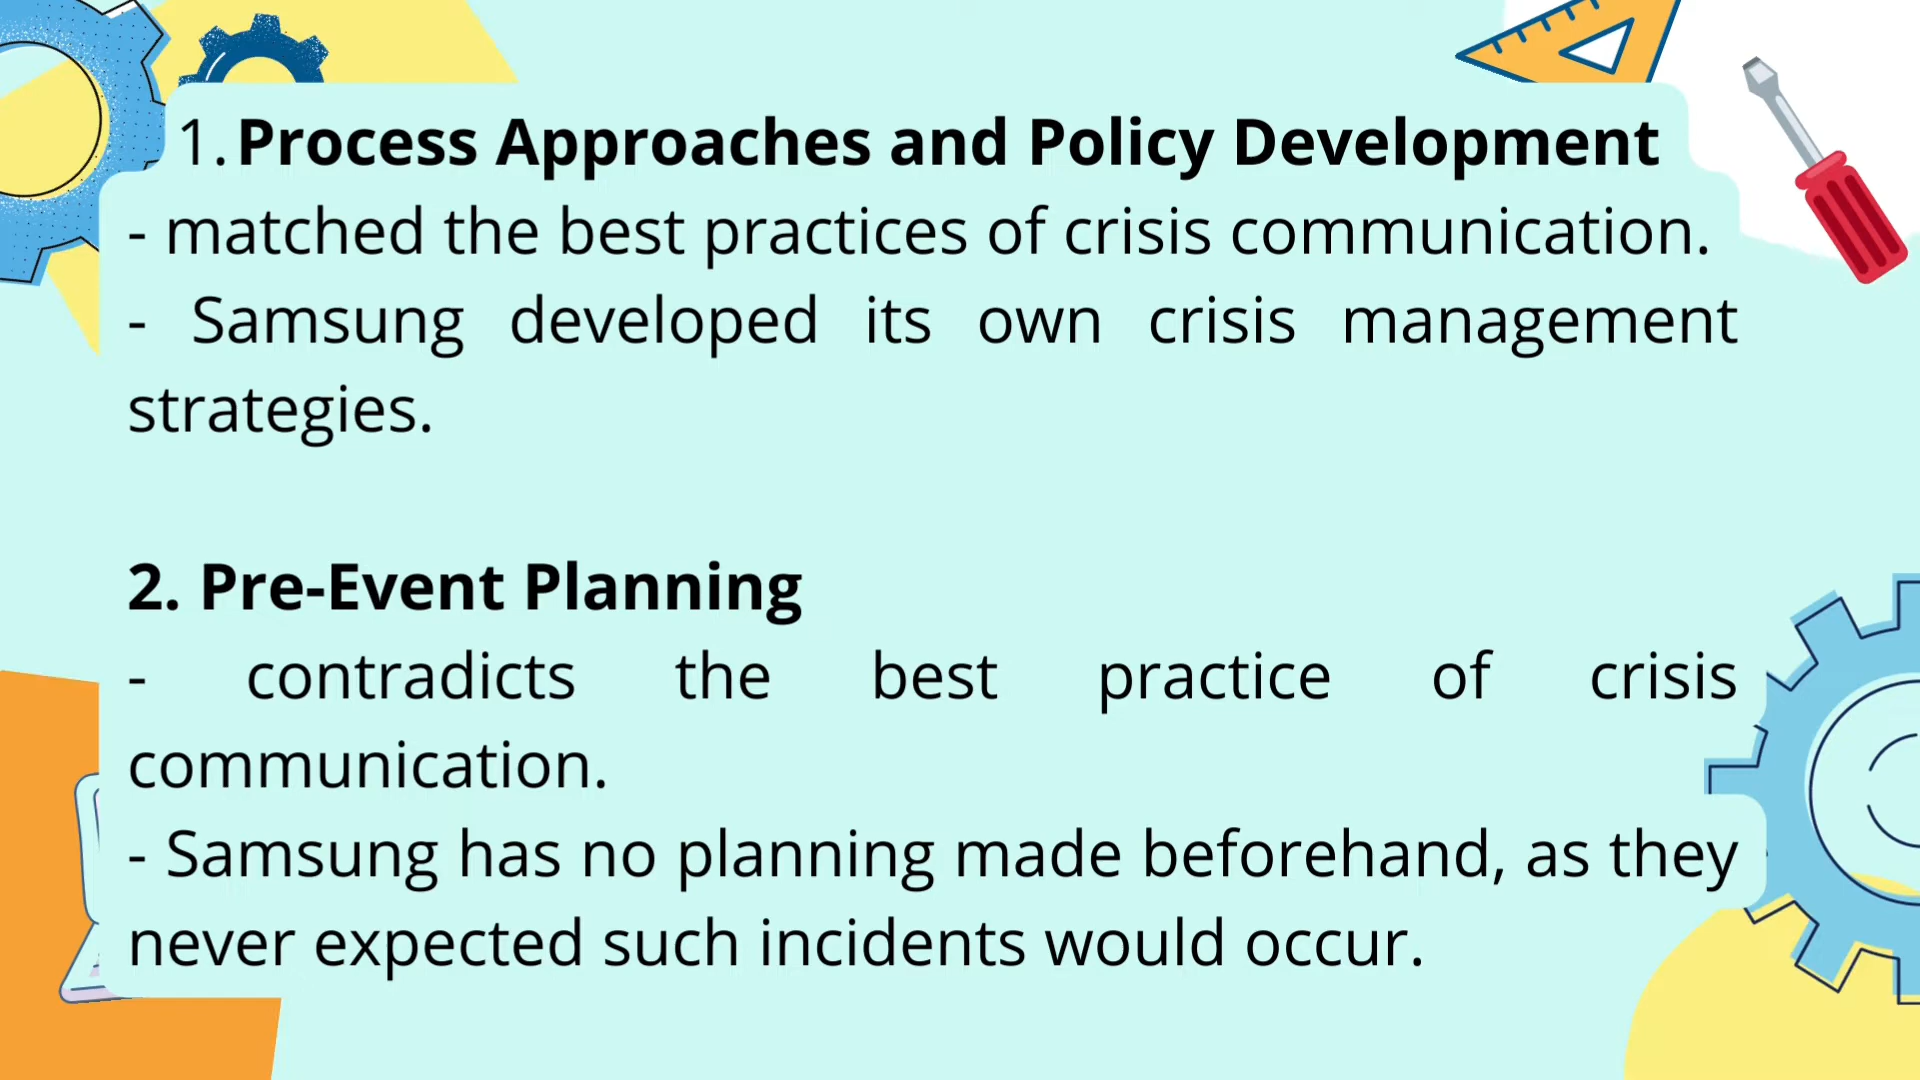 1. Process Approaches and Policy Development
- matched the best practices of crisis communication.
- Samsung developed its own crisis management
strategies.
2. Pre-Event Planning
- contradicts the best practice of crisis
communication.
- Samsung has no planning made beforehand, as they
never expected such incidents would occur.